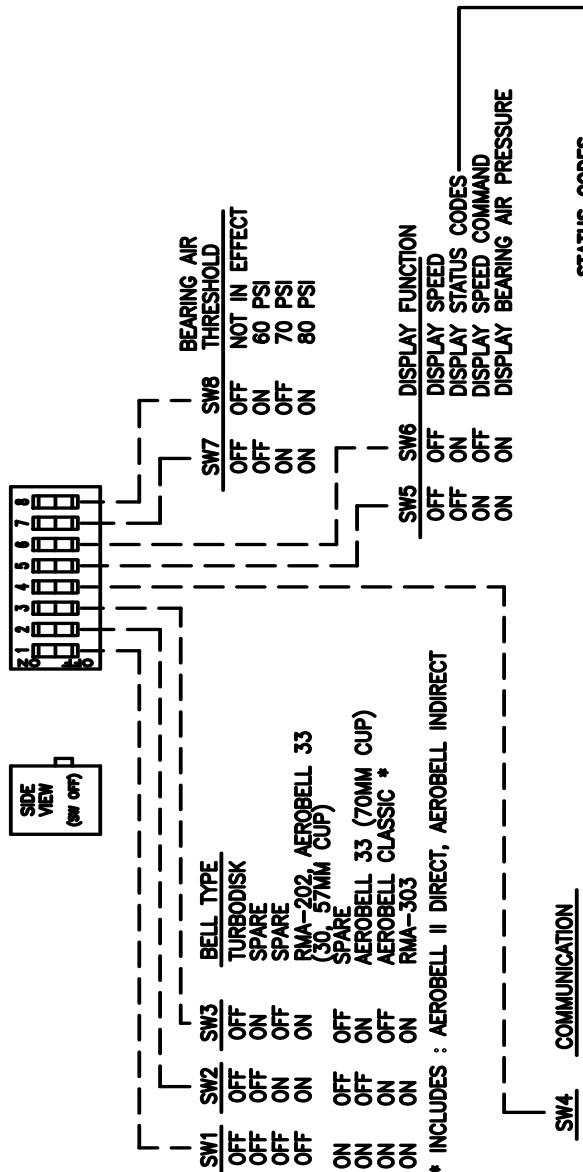 SIDE
VIEW
(SW OFF)
ON
1 2 3 4 5 6 7 8
OFF
SW1 SW2 SW3 BELL TYPE
OFF OFF OFF TURBODISK
OFF OFF ON SPARE
OFF ON OFF SPARE
OFF ON ON RMA-202, AEROBELL 33
(30, 57MM CUP)
ON OFF OFF SPARE
ON OFF ON AEROBELL 33 (70MM CUP)
ON ON OFF AEROBELL CLASSIC *
ON ON ON RMA-303
* INCLUDES : AEROBELL II DIRECT, AEROBELL INDIRECT
BEARING AIR
SW7 SW8 THRESHOLD
OFF OFF NOT IN EFFECT
OFF ON 60 PSI
ON OFF 70 PSI
ON ON 80 PSI
SW5 SW6 DISPLAY FUNCTION
OFF OFF DISPLAY SPEED
OFF ON DISPLAY STATUS CODES
ON OFF DISPLAY SPEED COMMAND
ON ON DISPLAY BEARING AIR PRESSURE
SW4 COMMUNICATION
STATUS CODES